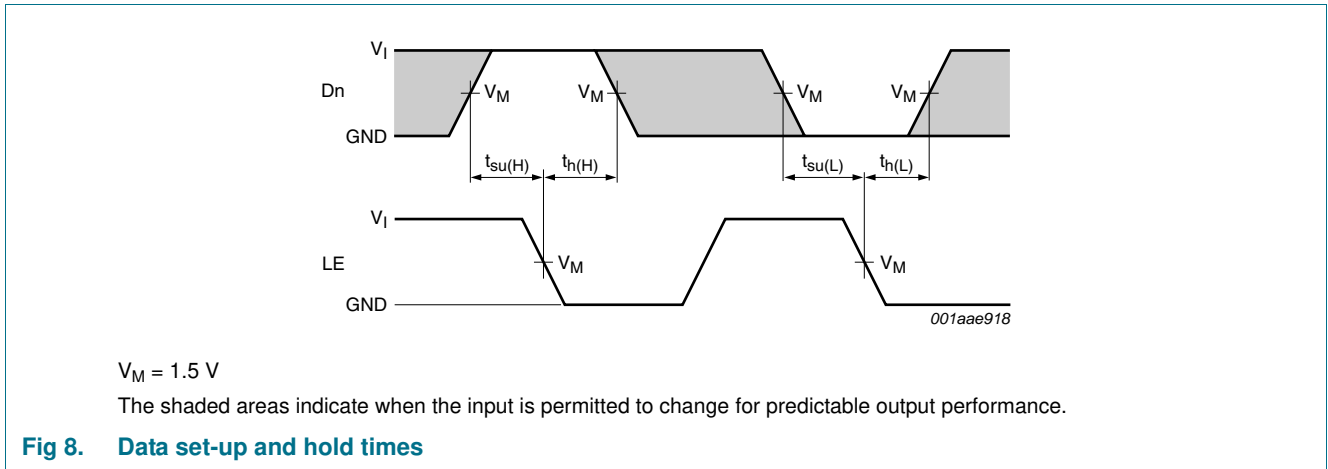 V_I
Dn
V_M V_M V_M V_M
GND
t_su(H) t_h(H) t_su(L) t_h(L)
V_I
LE
V_M V_M
GND
001aae918
V_M = 1.5 V
The shaded areas indicate when the input is permitted to change for predictable output performance.
Fig 8. Data set-up and hold times